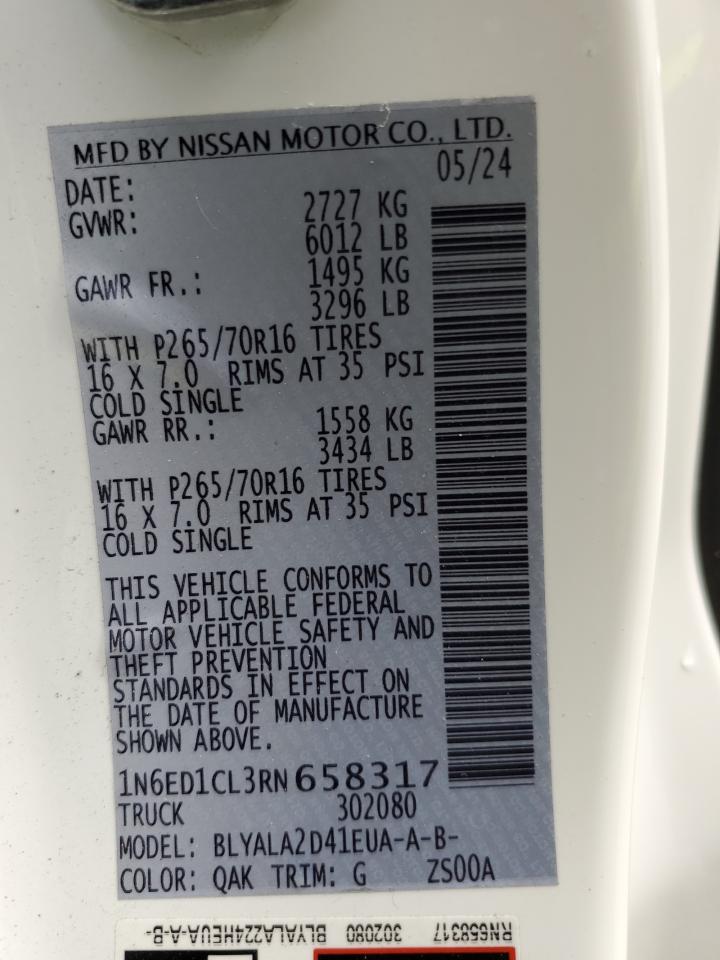 MFD BY NISSAN MOTOR CO., LTD.
DATE: 05/24
GVWR: 2727 KG
6012 LB
GAWR FR.: 1495 KG
3296 LB
WITH P265/70R16 TIRES
16 X 7.0 RIMS AT 35 PSI
COLD SINGLE
GAWR RR.: 1558 KG
3434 LB
WITH P265/70R16 TIRES
16 X 7.0 RIMS AT 35 PSI
COLD SINGLE
THIS VEHICLE CONFORMS TO
ALL APPLICABLE FEDERAL
MOTOR VEHICLE SAFETY AND
THEFT PREVENTION
STANDARDS IN EFFECT ON
THE DATE OF MANUFACTURE
SHOWN ABOVE.
1N6ED1CL3RN658317
TRUCK 302080
MODEL: BLYALA2D41EUA-A-B-
COLOR: QAK TRIM: G ZS00A
RN658317 302080 BLYALA224HEUA-A-B-